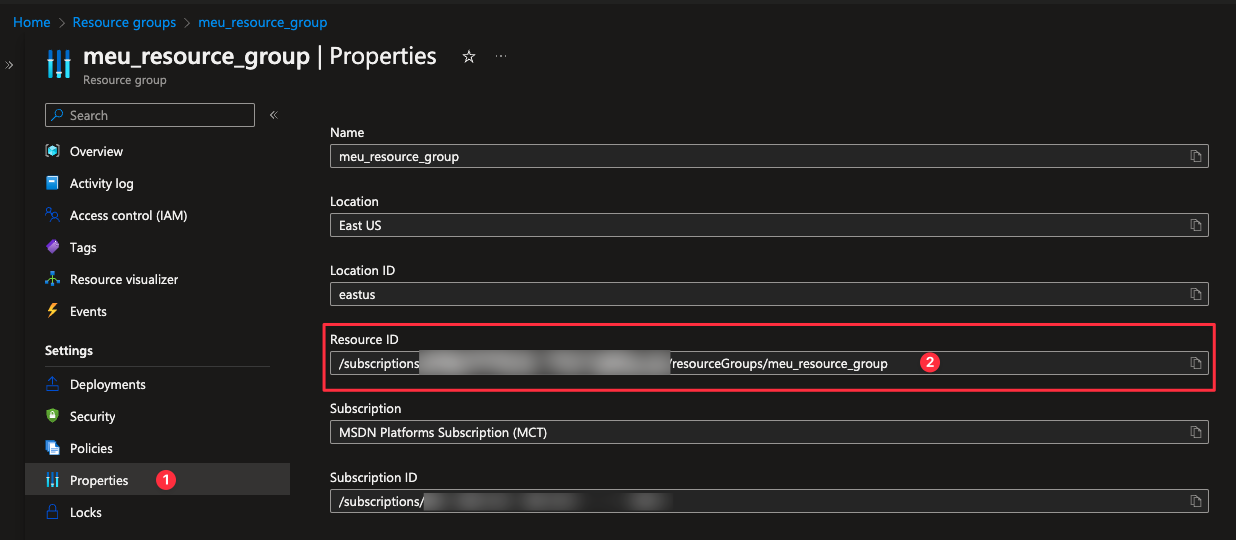 Home > Resource groups > meu_resource_group
meu_resource_group | Properties
Resource group
Search
Overview
Activity log
Access control (IAM)
Tags
Resource visualizer
Events
Settings
Deployments
Security
Policies
Properties 1
Locks
Name
meu_resource_group
Location
East US
Location ID
eastus
Resource ID
/subscriptions /resourceGroups/meu_resource_group 2
Subscription
MSDN Platforms Subscription (MCT)
Subscription ID
/subscriptions/